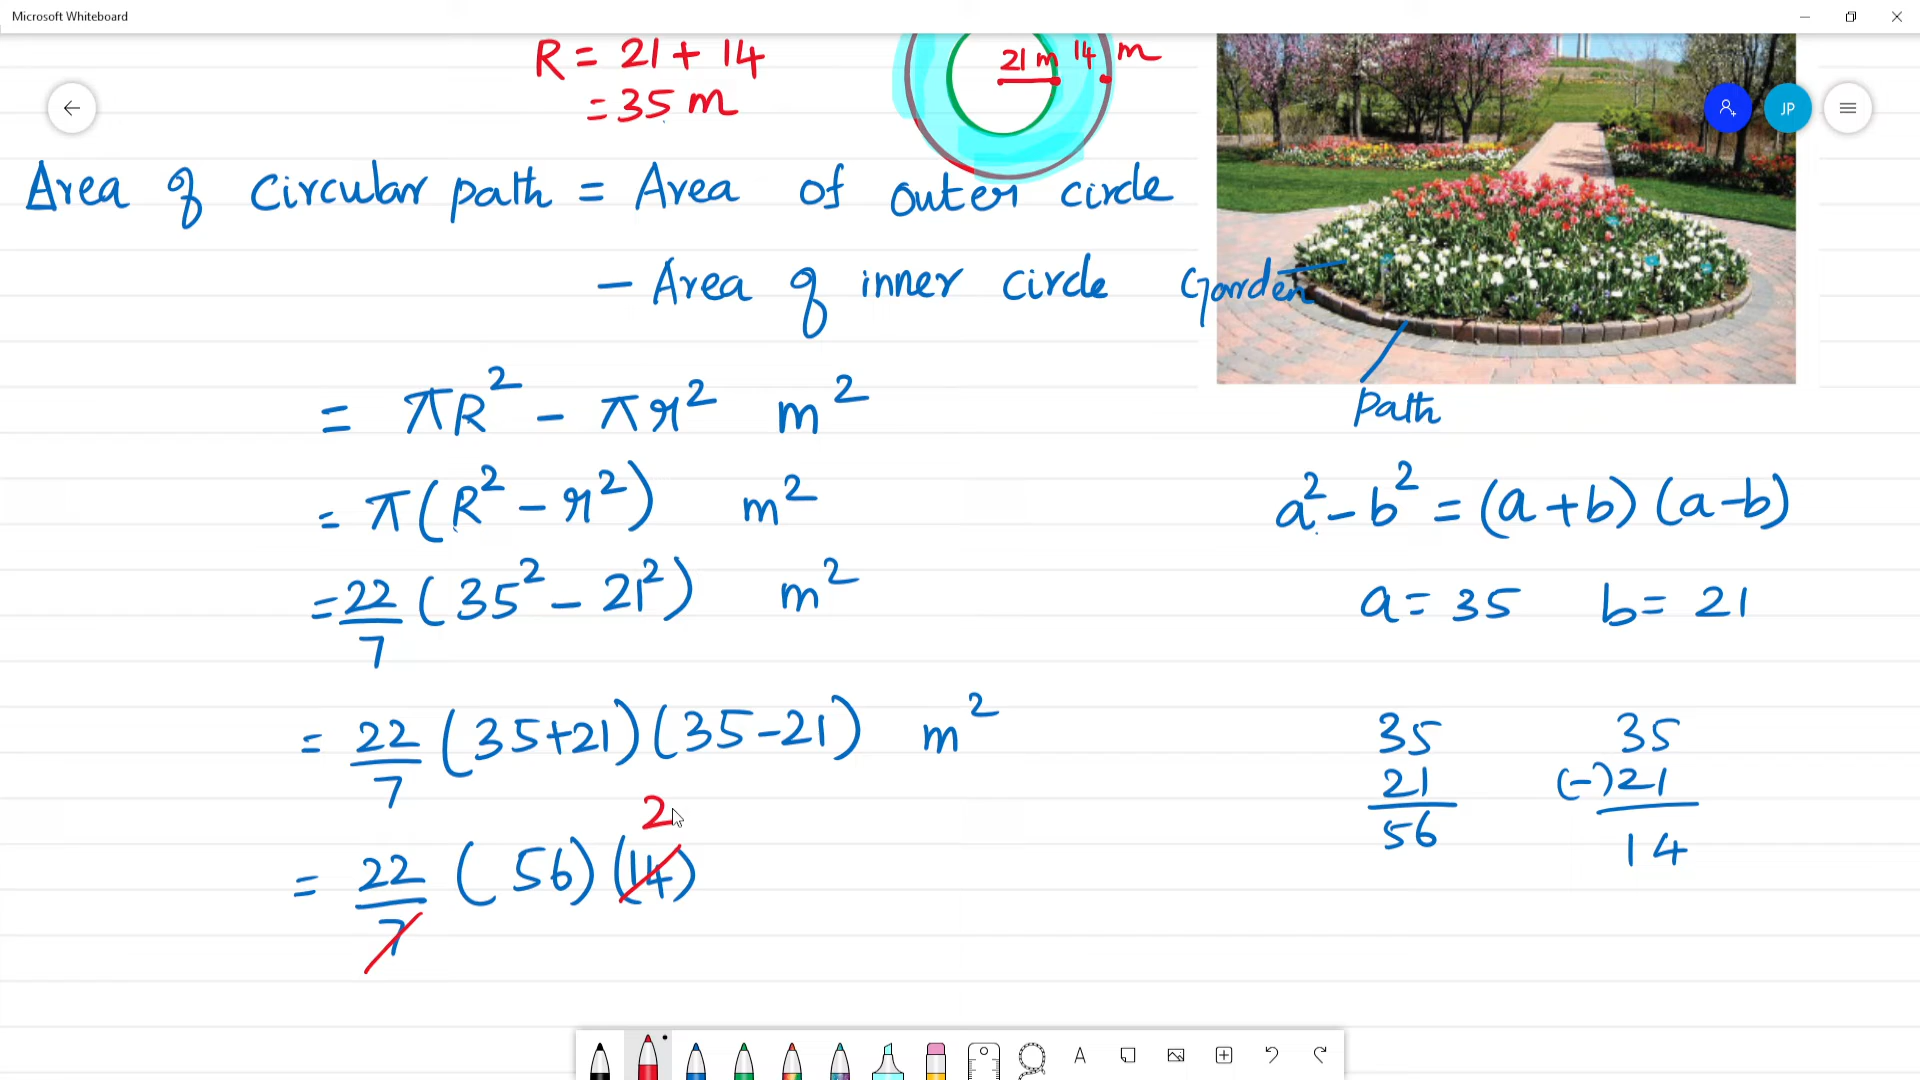 Microsoft Whiteboard
R = 21 + 14
= 35 m
21 m 14 m
JP
Area of circular path = Area of outer circle
- Area of inner circle
Garden
Path
= πR² - πr² m²
= π(R² - r²) m²
a² - b² = (a+b) (a-b)
= 22/7 (35² - 21²) m²
a = 35 b = 21
= 22/7 (35+21)(35-21) m²
35
21
56
35
(-)21
14
2
= 22/7 (56)(14)
A